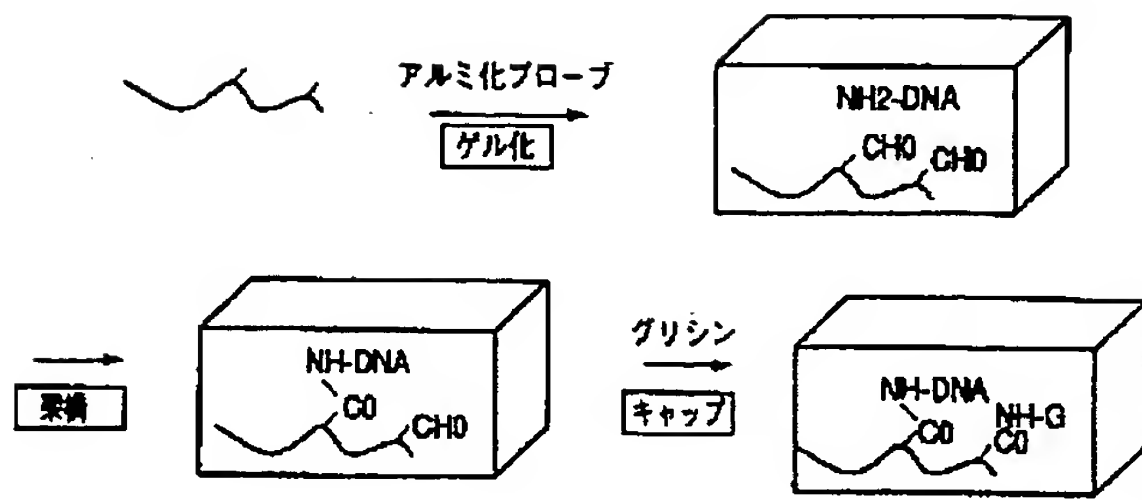 アルミ化プローブ
ゲル化
NH2-DNA
CHO
CHO
架橋
NH-DNA
CO
CHO
グリシン
キャップ
NH-DNA
CO
NH-G
CO